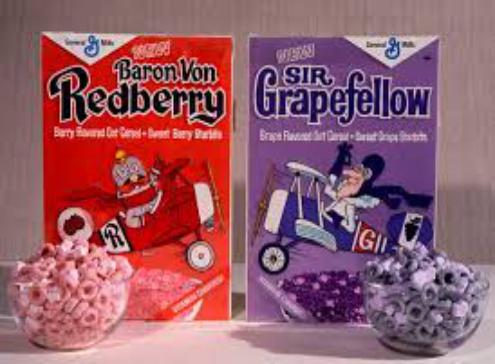 General Mills
NEW
Baron Von
Redberry
Berry Flavored Oat Cereal • Sweet Berry Starbits
R
General Mills
NEW
SIR
Grapefellow
Grape Flavored Oat Cereal • Sweet Grape Starbits
G